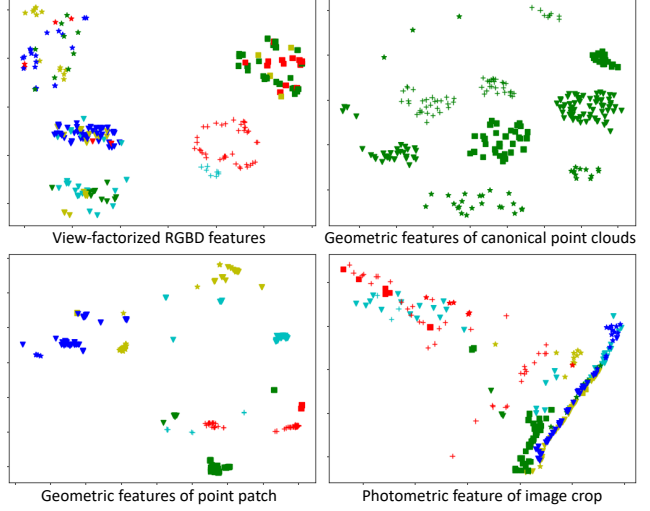 View-factorized RGBD features
Geometric features of canonical point clouds
Geometric features of point patch
Photometric feature of image crop